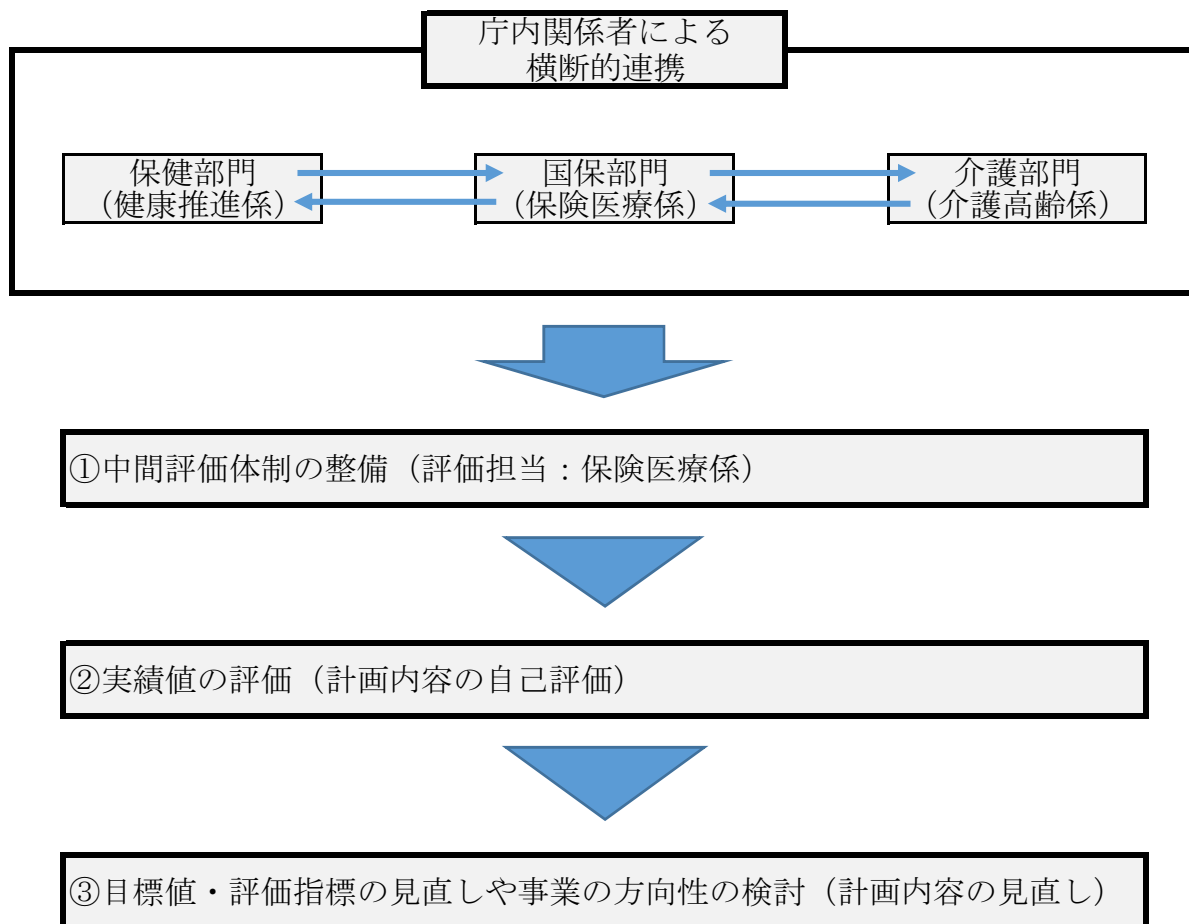 庁内関係者による
横断的連携
保健部門
（健康推進係）
国保部門
（保険医療係）
介護部門
（介護高齢係）
①中間評価体制の整備（評価担当：保険医療係）
②実績値の評価（計画内容の自己評価）
③目標値・評価指標の見直しや事業の方向性の検討（計画内容の見直し）